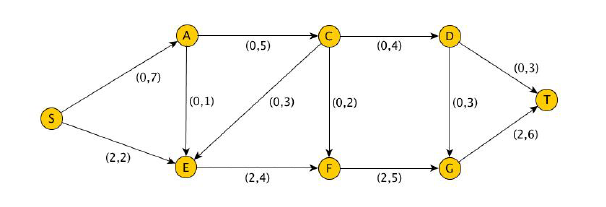 A
C
D
(0,5)
(0,4)
(0,7)
(0,3)
(0,1)
(0,3)
(0,2)
(0,3)
T
S
(2,6)
(2,2)
E
F
G
(2,4)
(2,5)